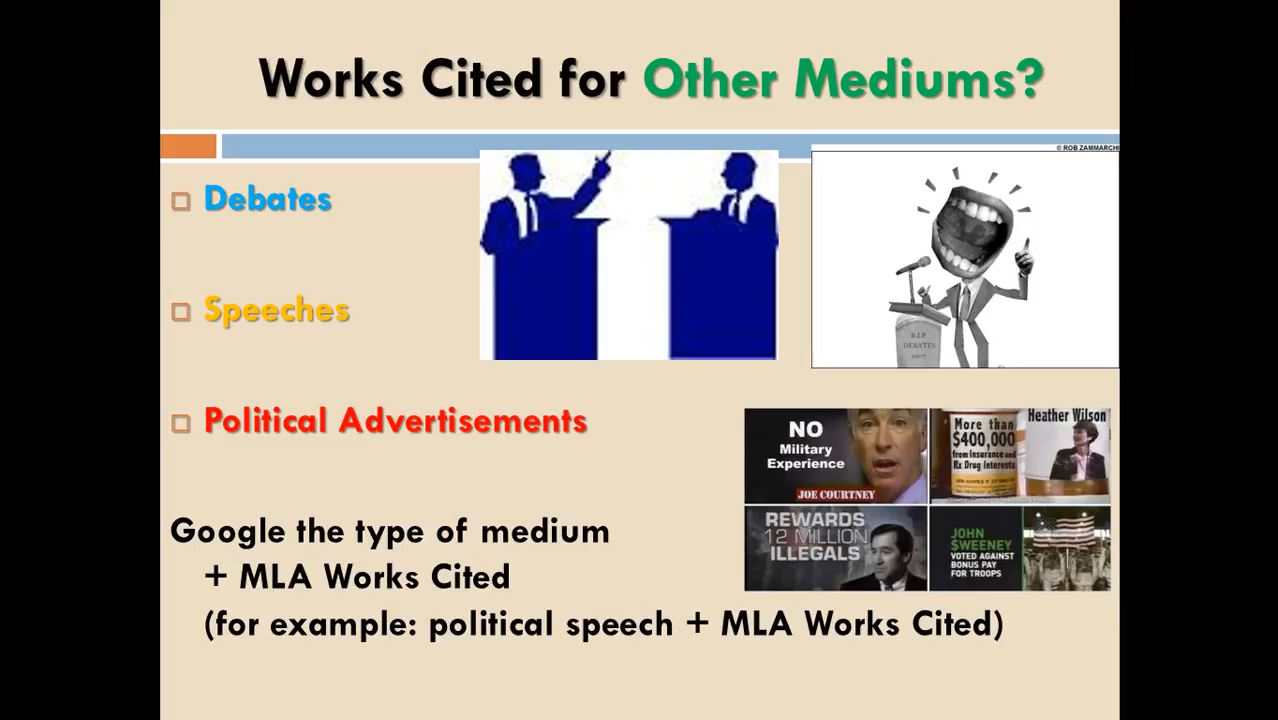 Works Cited for Other Mediums?
© ROB ZAMMARCHI
Debates
Speeches
R.I.P.
DEBATES
2007
Political Advertisements
NO
Military
Experience
JOE COURTNEY
More than
$400,000
from insurance and
Rx Drug interests
Heather Wilson
REWARDS
12 MILLION
ILLEGALS
JOHN
$WEENEY
VOTED AGAINST
BONUS PAY
FOR TROOPS
Google the type of medium
+ MLA Works Cited
(for example: political speech + MLA Works Cited)